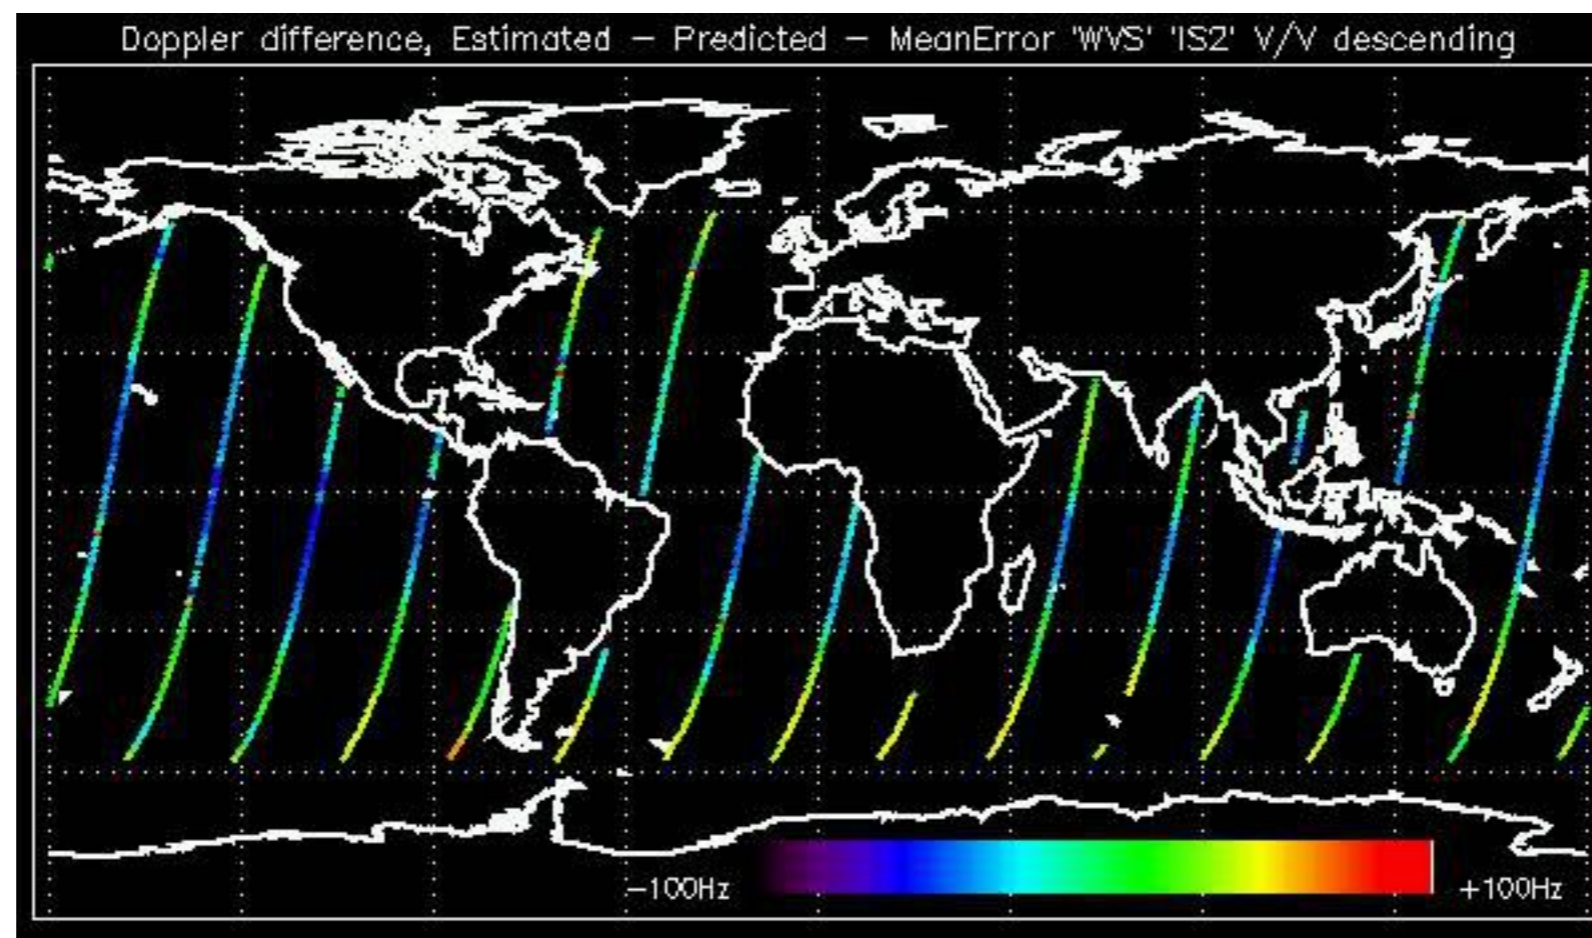 Doppler difference, Estimated − Predicted − MeanError 'WVS' 'IS2' V/V descending
−100Hz
+100Hz